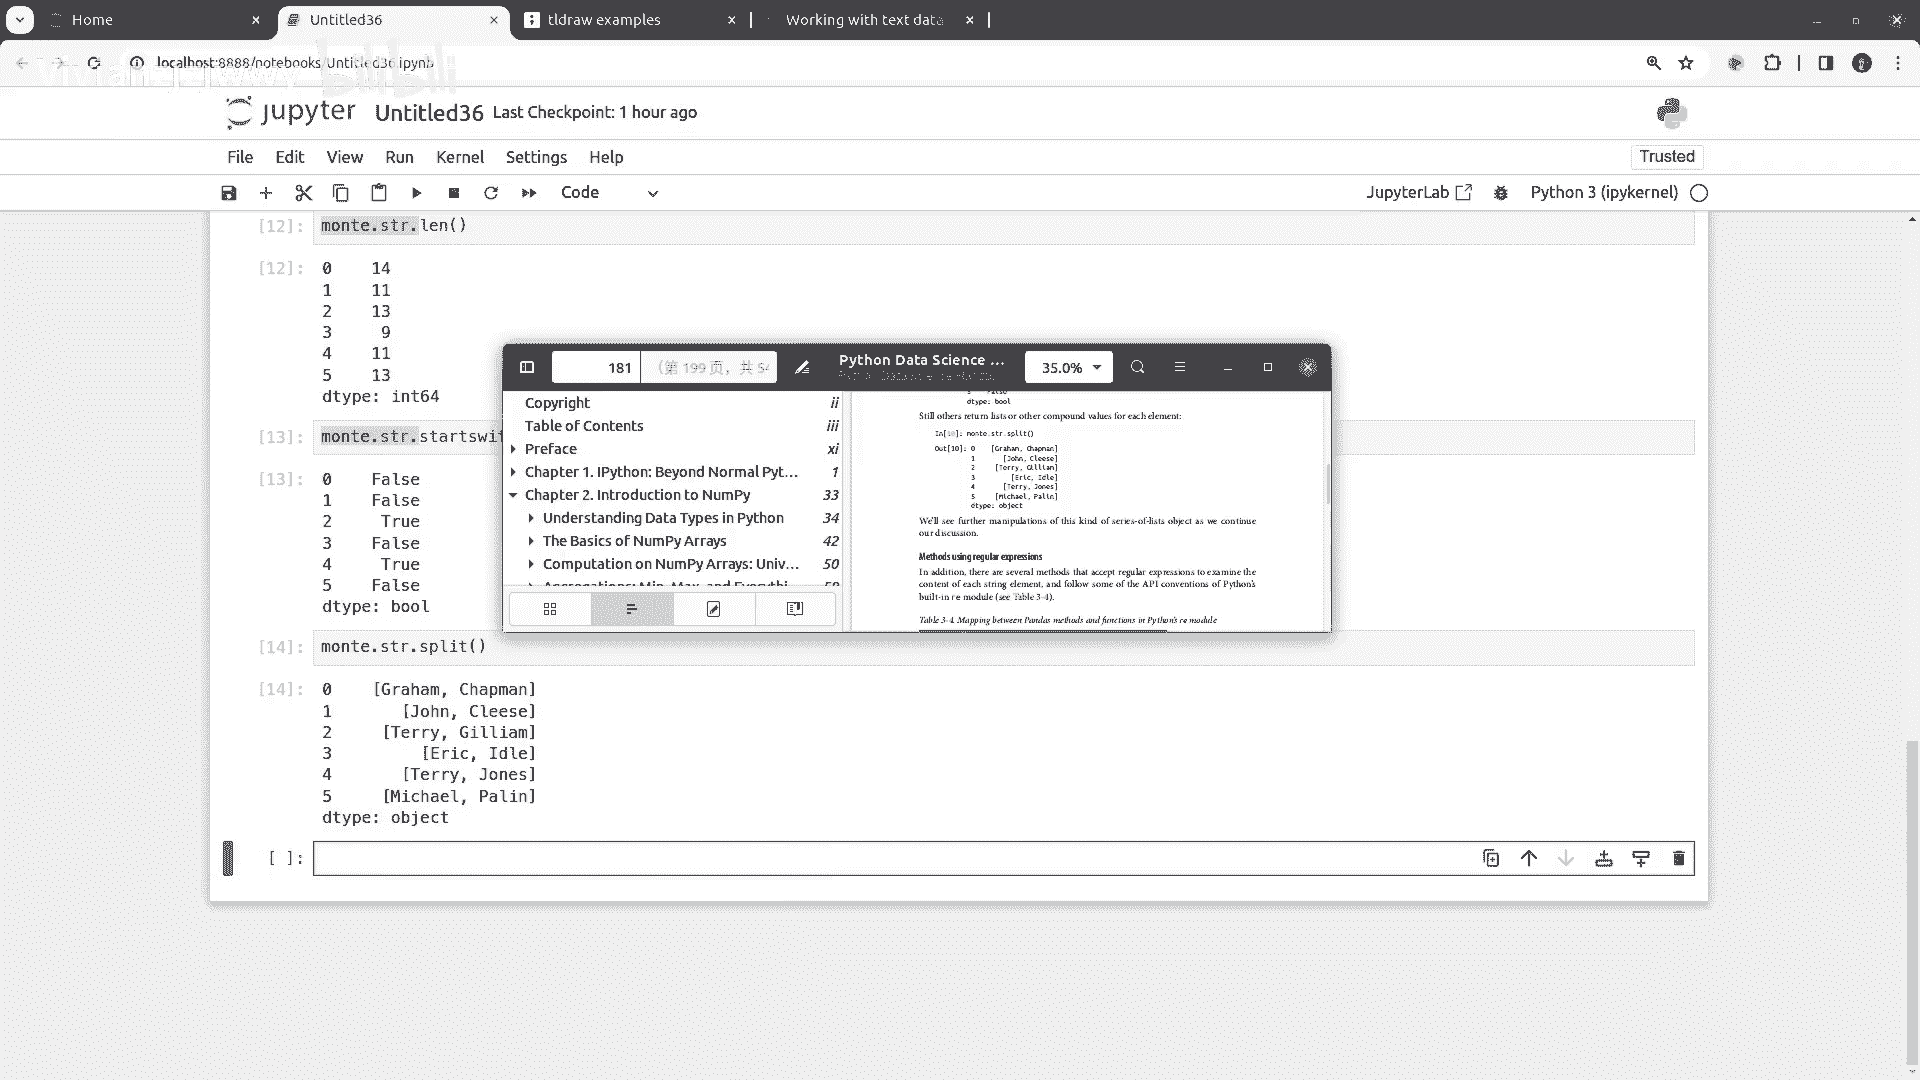 Home
Untitled36
tldraw examples
Working with text data
localhost:8888/notebooks/Untitled36.ipynb
bilibili
jupyter Untitled36 Last Checkpoint: 1 hour ago
File Edit View Run Kernel Settings Help
Trusted
Code
JupyterLab
Python 3 (ipykernel)
[12]: monte.str.len()
[12]: 0 14
1 11
2 13
3 9
4 11
5 13
dtype: int64
[13]: monte.str.startswi
[13]: 0 False
1 False
2 True
3 False
4 True
5 False
dtype: bool
[14]: monte.str.split()
[14]: 0 [Graham, Chapman]
1 [John, Cleese]
2 [Terry, Gilliam]
3 [Eric, Idle]
4 [Terry, Jones]
5 [Michael, Palin]
dtype: object
[ ]:
181
(第 199 页，共 54
Python Data Science ...
35.0%
Copyright ii
Table of Contents iii
Preface xi
Chapter 1. IPython: Beyond Normal Pyt... 1
Chapter 2. Introduction to NumPy 33
Understanding Data Types in Python 34
The Basics of NumPy Arrays 42
Computation on NumPy Arrays: Univ... 50
Aggregations: Min, Max, and Everythi 59
dtype: bool
Still others return lists or other compound values for each element:
In[10]: monte.str.split()
Out[10]: 0 [Graham, Chapman]
1 [John, Cleese]
2 [Terry, Gilliam]
3 [Eric, Idle]
4 [Terry, Jones]
5 [Michael, Palin]
dtype: object
We'll see further manipulations of this kind of series-of-lists object as we continue
our discussion.
Methods using regular expressions
In addition, there are several methods that accept regular expressions to examine the
content of each string element, and follow some of the API conventions of Python's
built-in re module (see Table 3-4).
Table 3-4. Mapping between Pandas methods and functions in Python's re module